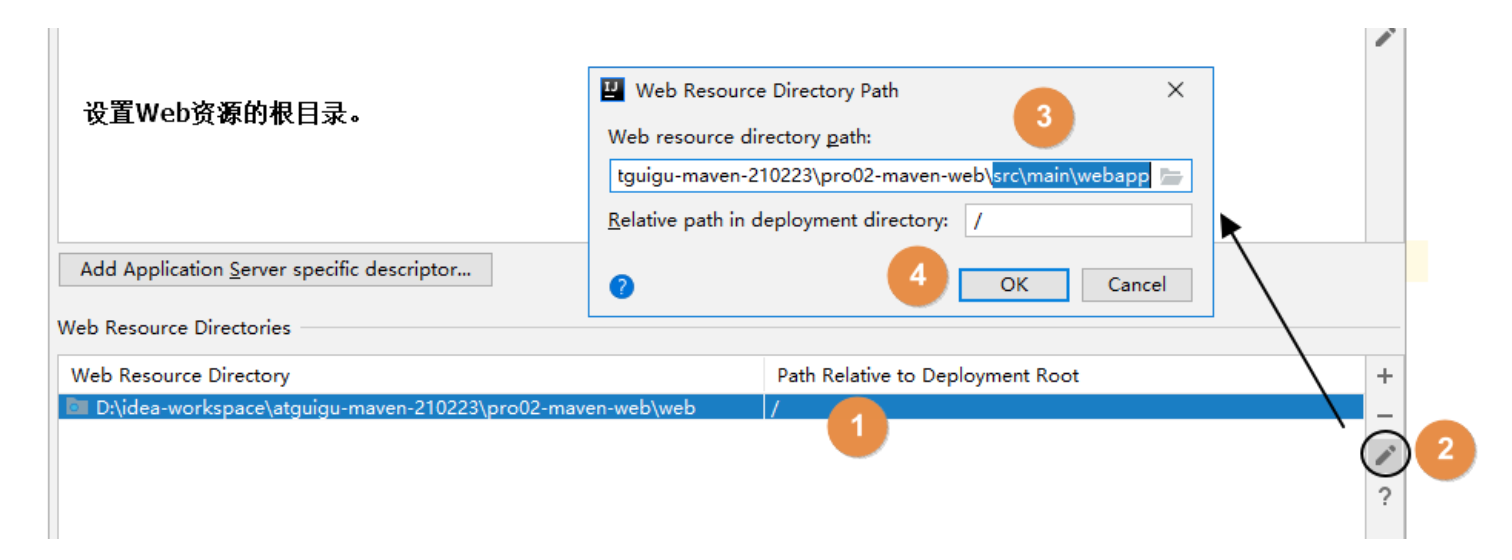 设置Web资源的根目录。
Web Resource Directory Path
3
Web resource directory path:
tguigu-maven-210223\pro02-maven-web\src\main\webapp
Relative path in deployment directory: /
4
OK
Cancel
Add Application Server specific descriptor...
Web Resource Directories
Web Resource Directory
Path Relative to Deployment Root
D:\idea-workspace\atguigu-maven-210223\pro02-maven-web\web
/
1
2